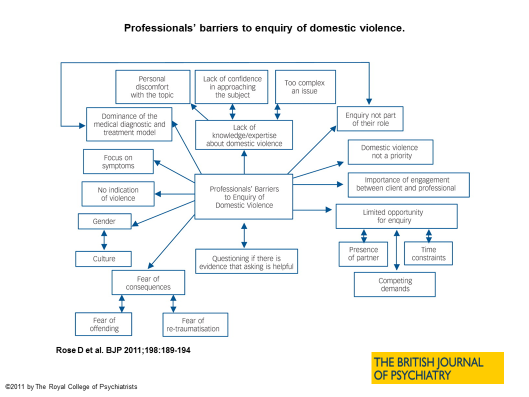 Professionals' barriers to enquiry of domestic violence.
Personal
discomfort
with the topic
Lack of confidence
in approaching
the subject
Too complex
an issue
Dominance of the
medical diagnostic and
treatment model
Lack of
knowledge/expertise
about domestic violence
Enquiry not part
of their role
Focus on
symptoms
Domestic violence
not a priority
No indication
of violence
Professionals' Barriers
to Enquiry of
Domestic Violence
Importance of engagement
between client and professional
Gender
Limited opportunity
for enquiry
Culture
Questioning if there is
evidence that asking is helpful
Presence
of partner
Time
constraints
Fear of
consequences
Competing
demands
Fear of
offending
Fear of
re-traumatisation
Rose D et al. BJP 2011;198:189-194
THE BRITISH JOURNAL
OF PSYCHIATRY
©2011 by The Royal College of Psychiatrists